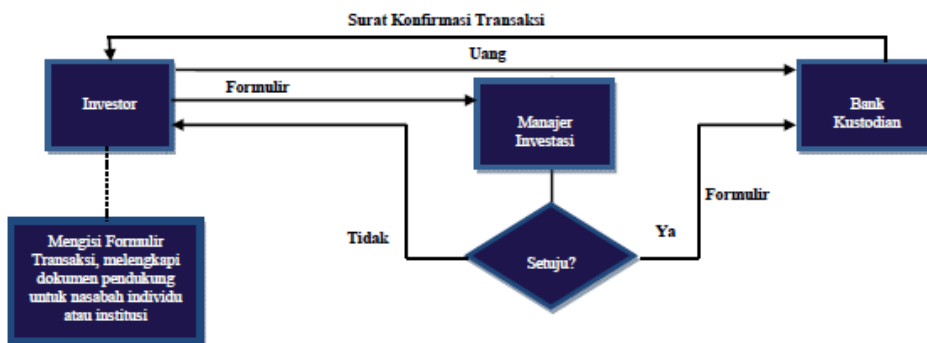 Surat Konfirmasi Transaksi
Uang
Formulir
Investor
Manajer
Investasi
Bank
Kustodian
Formulir
Tidak
Ya
Setuju?
Mengisi Formulir
Transaksi, melengkapi
dokumen pendukung
untuk nasabah individu
atau institusi